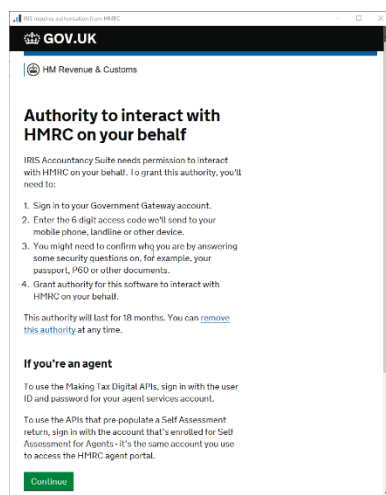 IRIS requires authorisation from HMRC
GOV.UK
HM Revenue & Customs
Authority to interact with
HMRC on your behalf
IRIS Accountancy Suite needs permission to interact
with HMRC on your behalf. To grant this authority, you'll
need to:
1. Sign in to your Government Gateway account.
2. Enter the 6 digit access code we'll send to your
mobile phone, landline or other device.
3. You might need to confirm who you are by answering
some security questions on, for example, your
passport, P60 or other documents.
4. Grant authority for this software to interact with
HMRC on your behalf.
This authority will last for 18 months. You can remove
this authority at any time.
If you're an agent
To use the Making Tax Digital APIs, sign in with the user
ID and password for your agent services account.
To use the APIs that pre-populate a Self Assessment
return, sign in with the account that's enrolled for Self
Assessment for Agents - it's the same account you use
to access the HMRC agent portal.
Continue